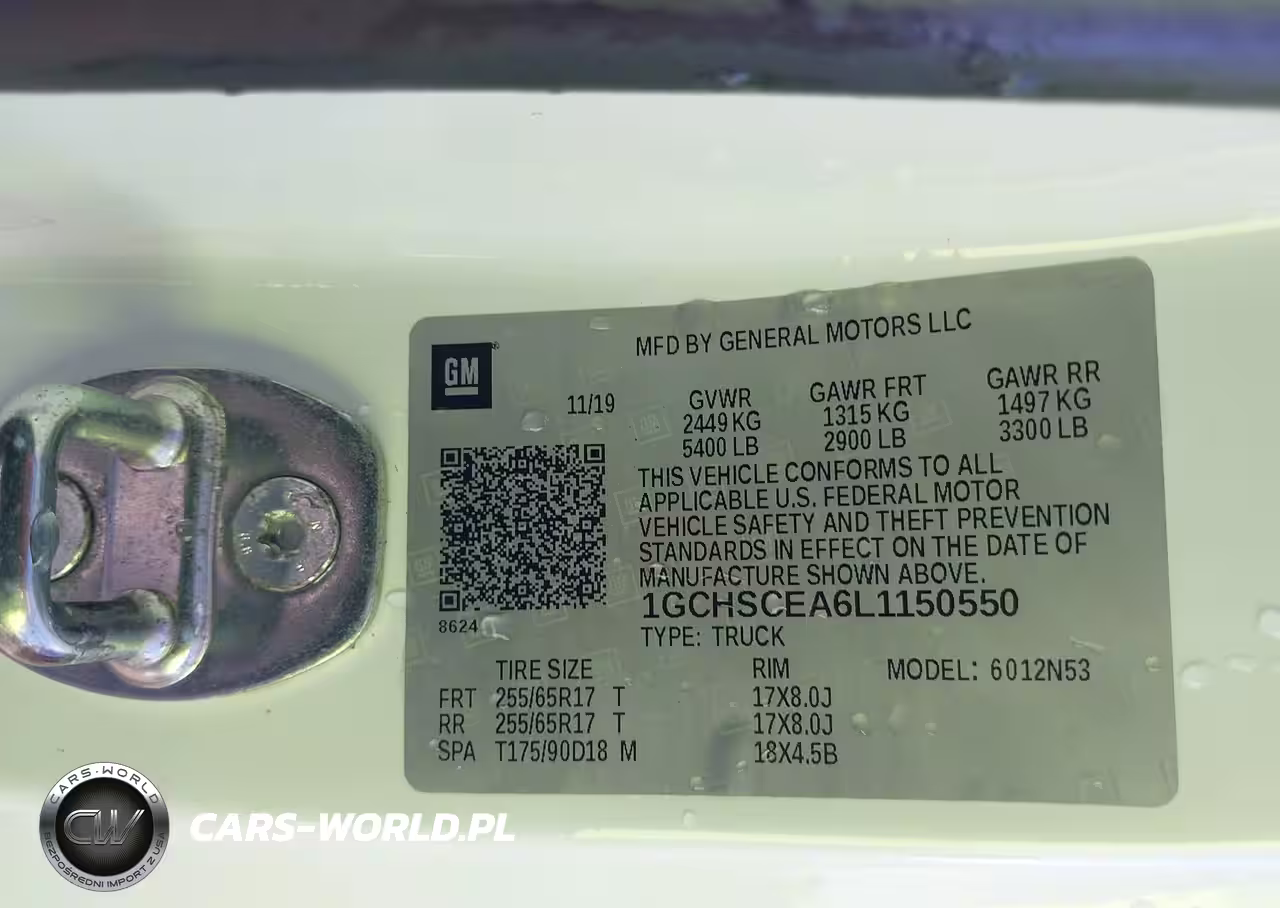 MFD BY GENERAL MOTORS LLC
GM
11/19
GVWR GAWR FRT GAWR RR
2449 KG 1315 KG 1497 KG
5400 LB 2900 LB 3300 LB
THIS VEHICLE CONFORMS TO ALL
APPLICABLE U.S. FEDERAL MOTOR
VEHICLE SAFETY AND THEFT PREVENTION
STANDARDS IN EFFECT ON THE DATE OF
MANUFACTURE SHOWN ABOVE.
1GCHSCEA6L1150550
8624
TYPE: TRUCK
TIRE SIZE RIM MODEL: 6012N53
FRT 255/65R17 T 17X8.0J
RR 255/65R17 T 17X8.0J
SPA T175/90D18 M 18X4.5B
CARS-WORLD
CW
BEZPOŚREDNI IMPORT Z USA
CARS-WORLD.PL